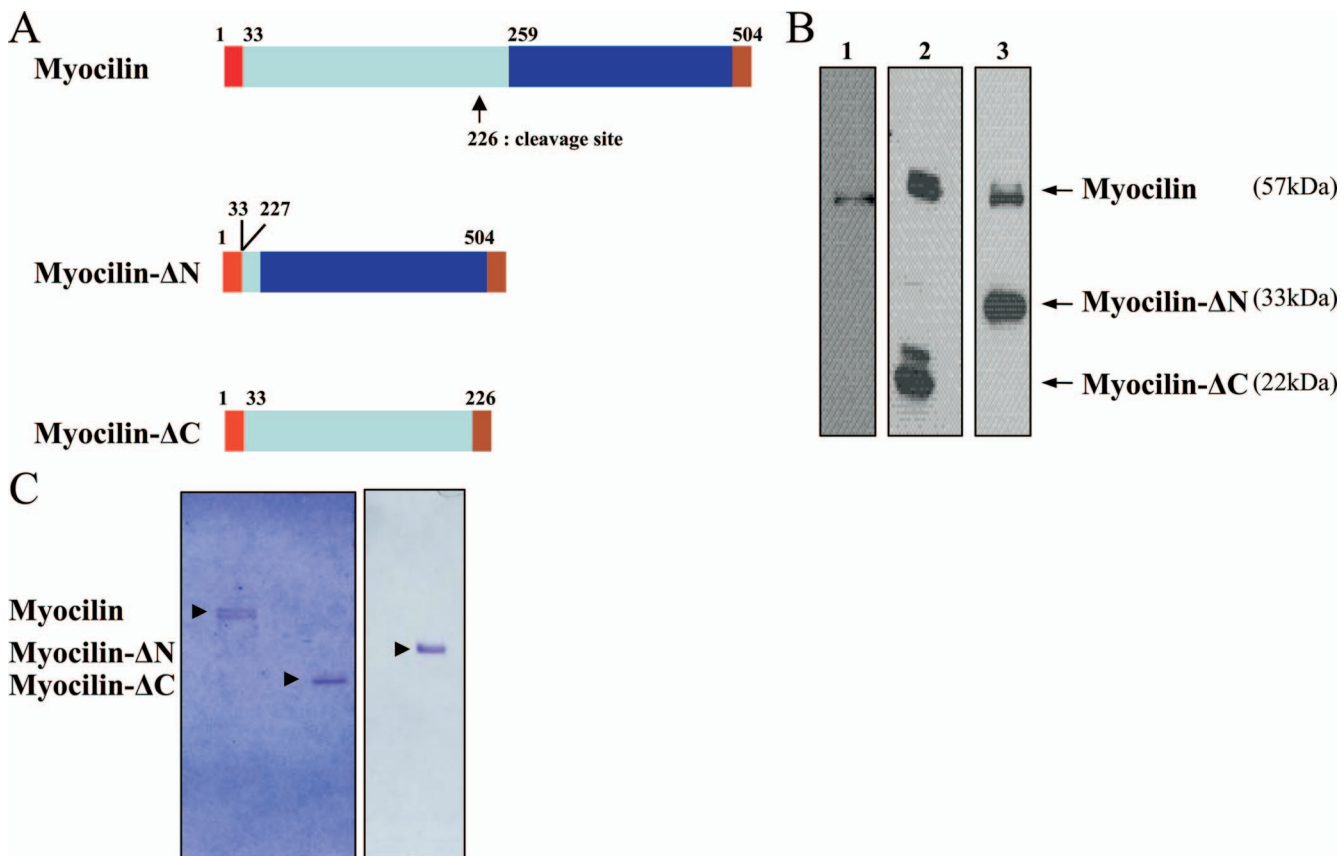 A
1 33 259 504
Myocilin
226 : cleavage site
33 227
1 504
Myocilin-ΔN
1 33 226
Myocilin-ΔC
B
1 2 3
Myocilin (57kDa)
Myocilin-ΔN (33kDa)
Myocilin-ΔC (22kDa)
C
Myocilin
Myocilin-ΔN
Myocilin-ΔC